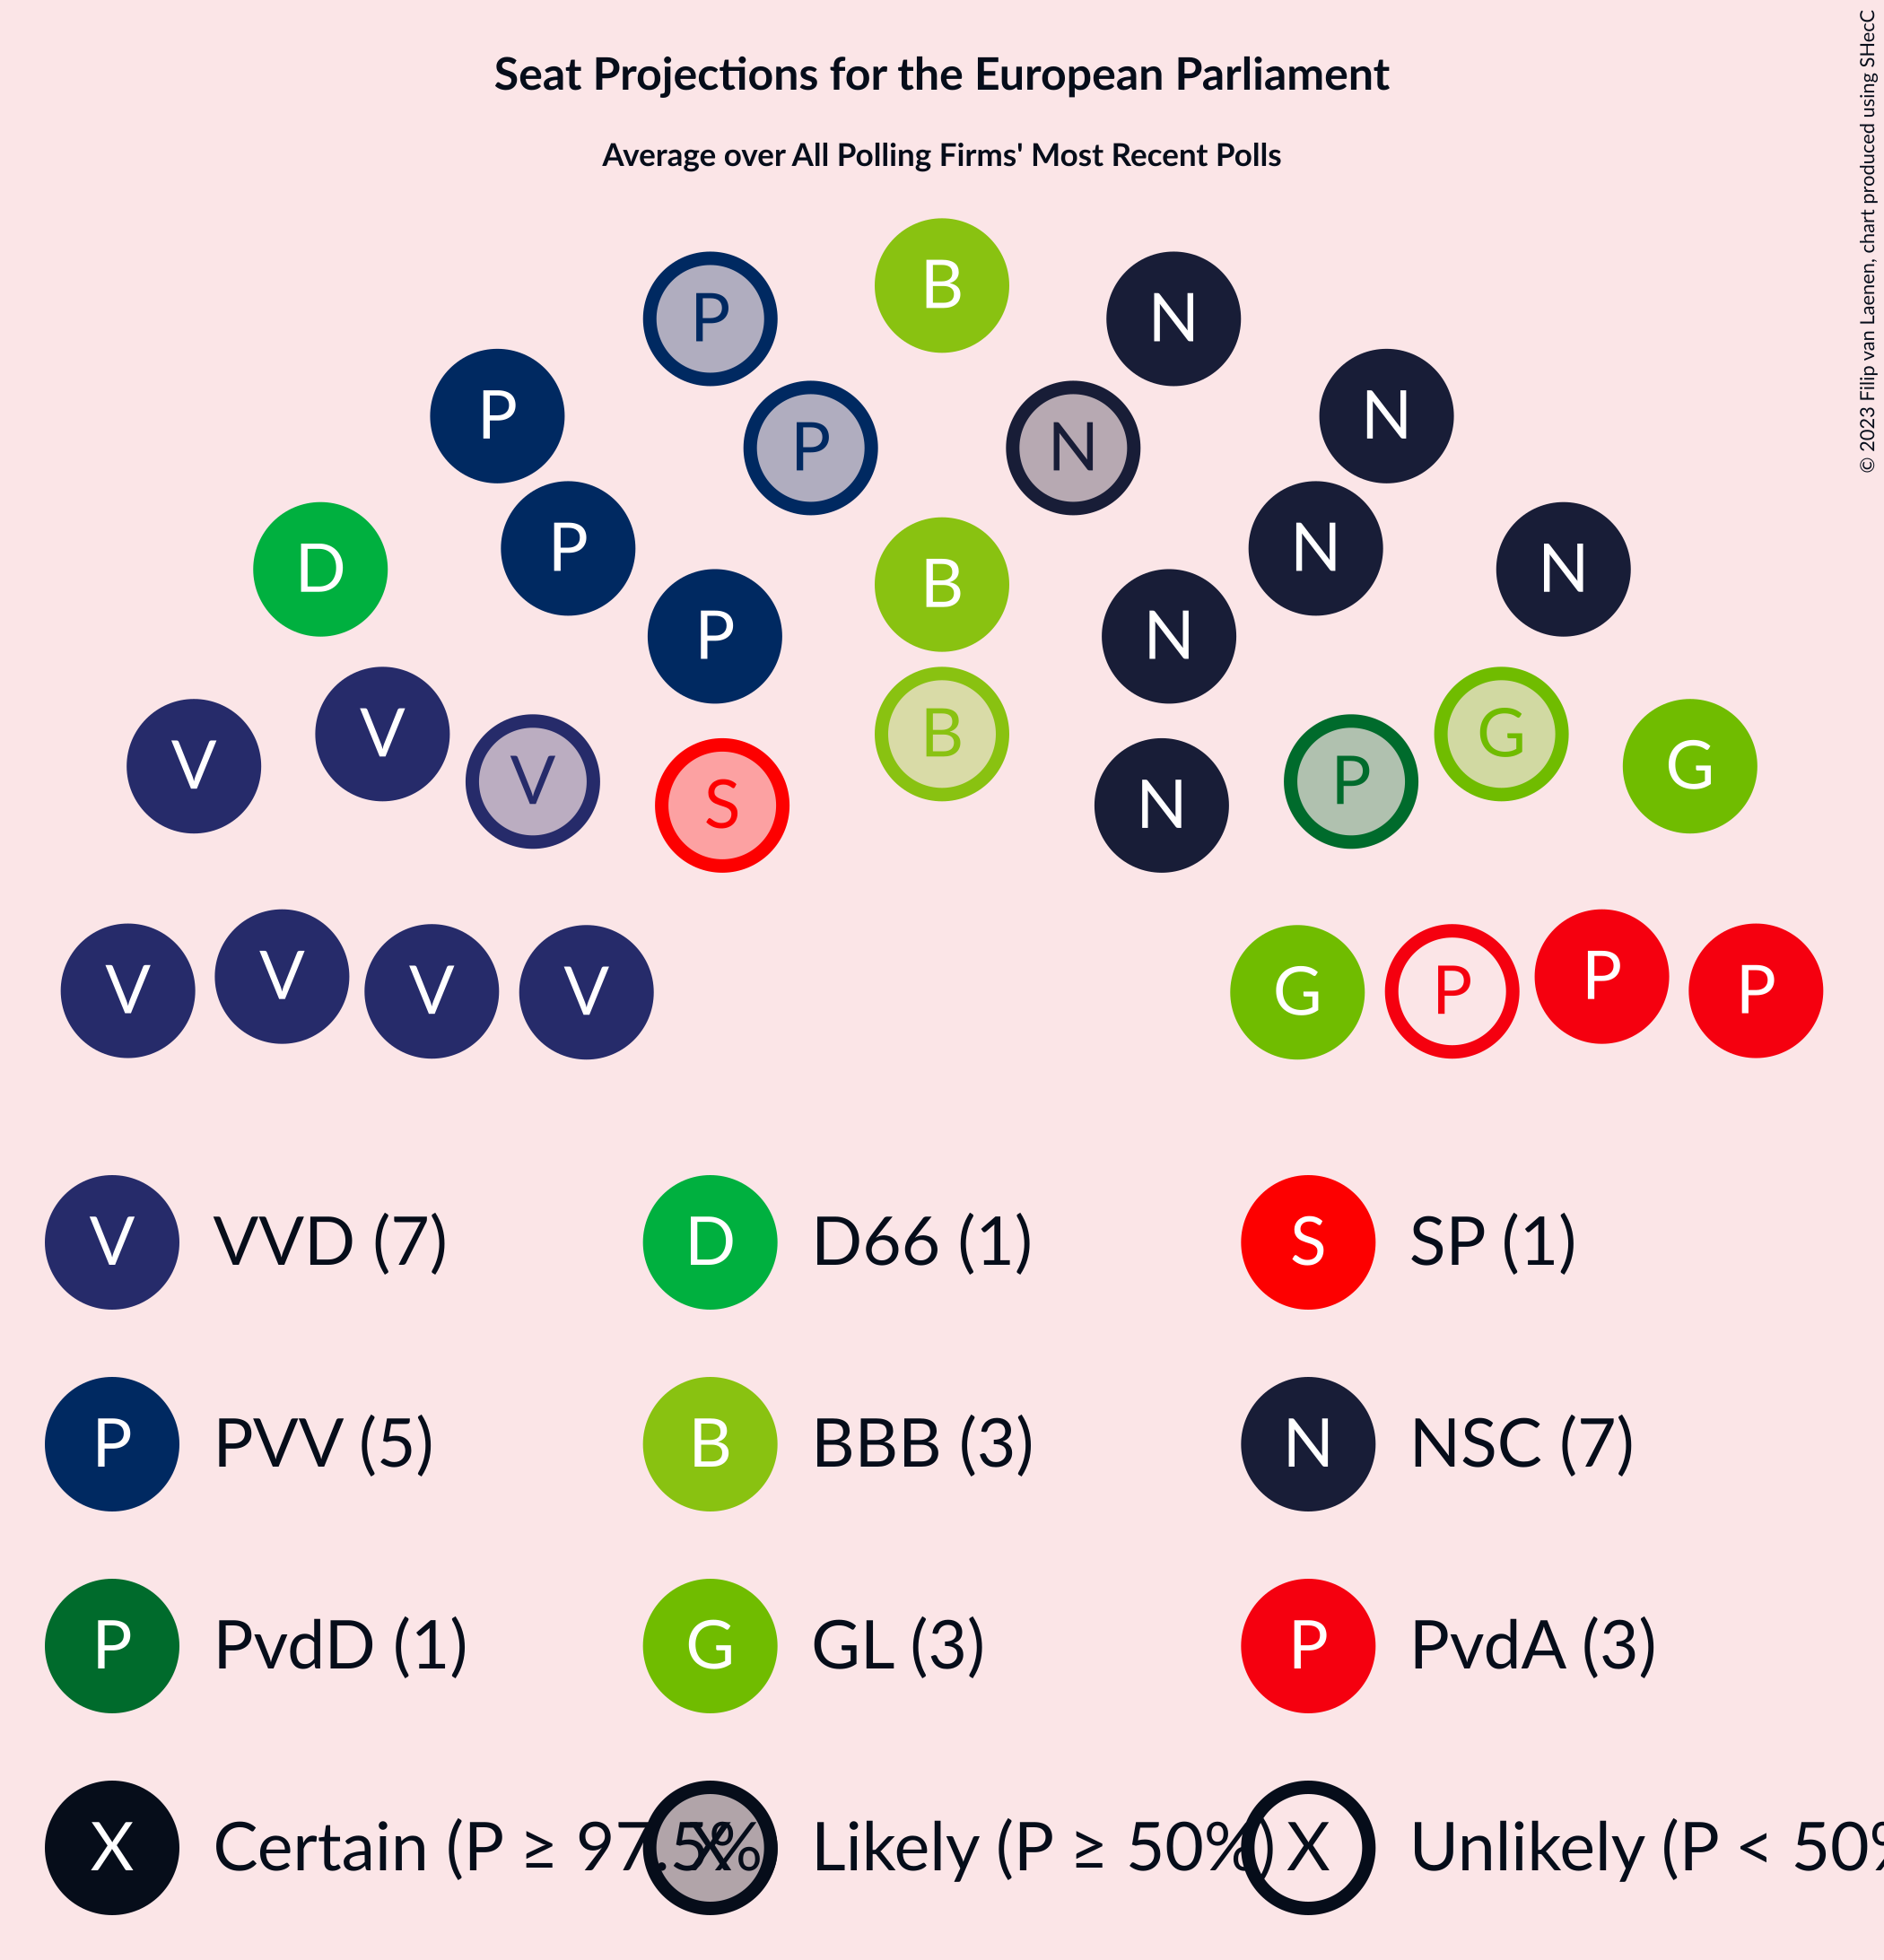 Seat Projections for the European Parliament
Average over All Polling Firms' Most Recent Polls
© 2023 Filip van Laenen, chart produced using SHecC
B
P N
P N
P N
P N
D N
B
P N
V G
V B G
V P
S N
V V V V G P P P
V VVD (7) D D66 (1) S SP (1)
P PVV (5) B BBB (3) N NSC (7)
P PvdD (1) G GL (3) P PvdA (3)
X Certain (P ≥ 97.5% X Likely (P ≥ 50%) X Unlikely (P < 50%